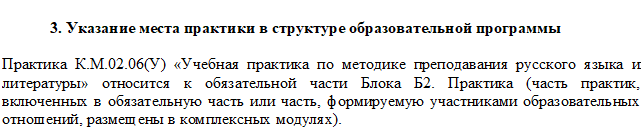 3. Указание места практики в структуре образовательной программы
Практика К.М.02.06(У) «Учебная практика по методике преподавания русского языка и
литературы» относится к обязательной части Блока Б2. Практика (часть практик,
включенных в обязательную часть или часть, формируемую участниками образовательных
отношений, размещены в комплексных модулях).